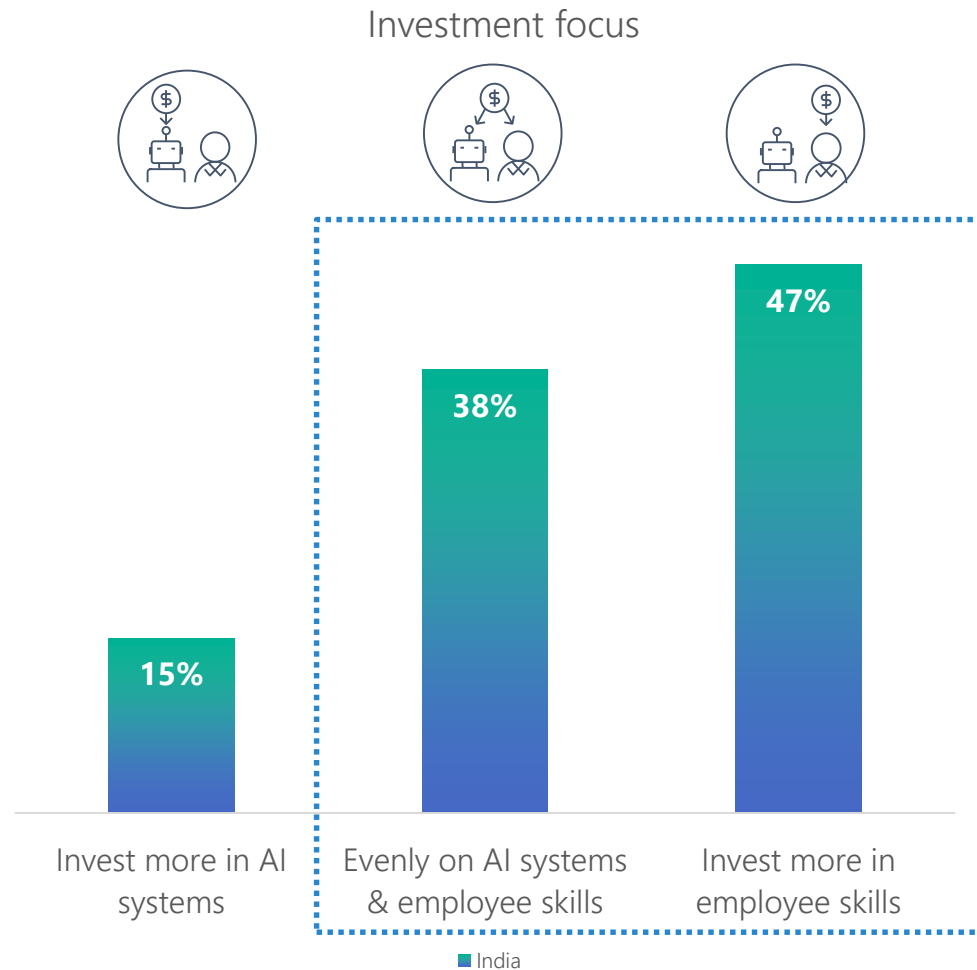 Investment focus
$
$
$
47%
38%
15%
Invest more in AI
systems
Evenly on AI systems
& employee skills
Invest more in
employee skills
India